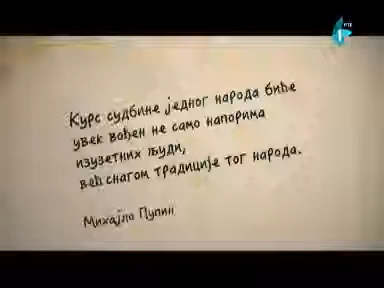 Курс судбине једног народа биће
увек вођен не само напорима
изузетних људи,
већ снагом традиције тог народа.
Михајло Пупин